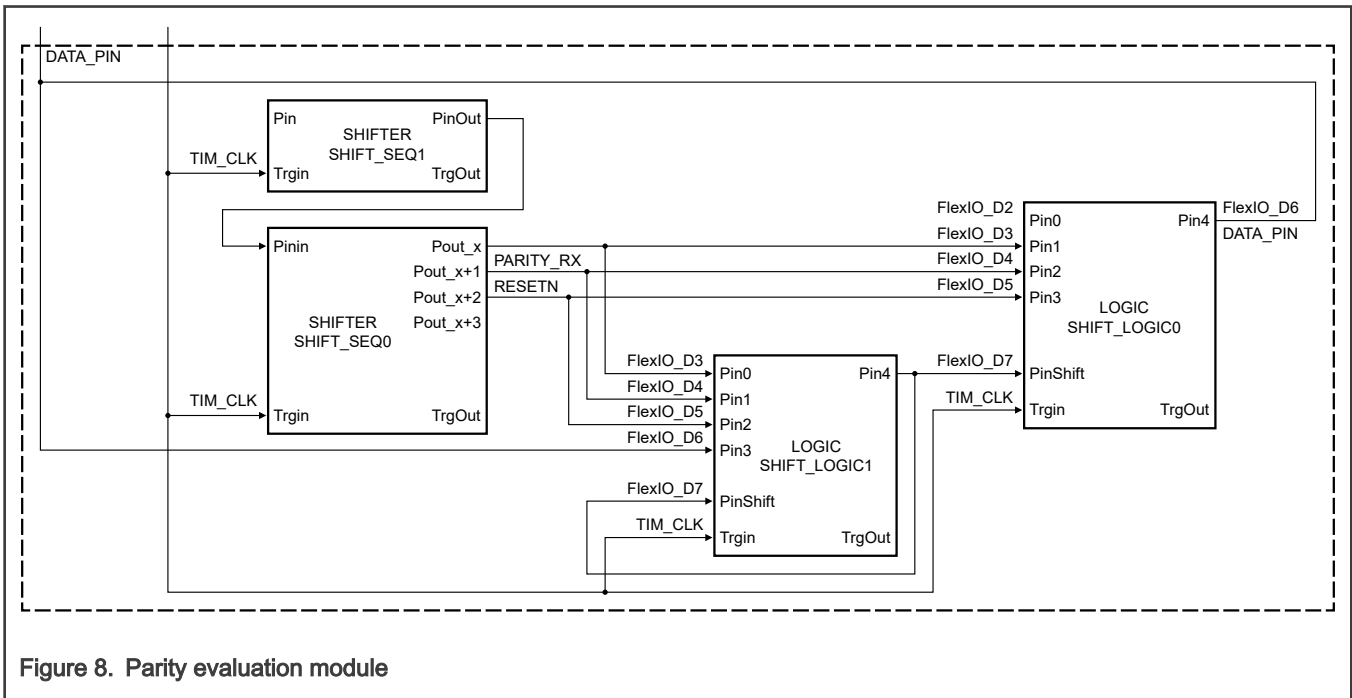 DATA_PIN
Pin PinOut
SHIFTER
SHIFT_SEQ1
TIM_CLK
Trgin TrgOut
Pinin Pout_x
Pout_x+1 PARITY_RX
Pout_x+2 RESETN
Pout_x+3
SHIFTER
SHIFT_SEQ0
TIM_CLK
Trgin TrgOut
FlexIO_D3 Pin0 Pin4
FlexIO_D4 Pin1
FlexIO_D5 Pin2
FlexIO_D6 Pin3
LOGIC
SHIFT_LOGIC1
FlexIO_D7 PinShift
TIM_CLK
Trgin TrgOut
FlexIO_D2 Pin0 Pin4 FlexIO_D6
FlexIO_D3 Pin1 DATA_PIN
FlexIO_D4 Pin2
FlexIO_D5 Pin3
LOGIC
SHIFT_LOGIC0
FlexIO_D7 PinShift
TIM_CLK
Trgin TrgOut
Figure 8. Parity evaluation module